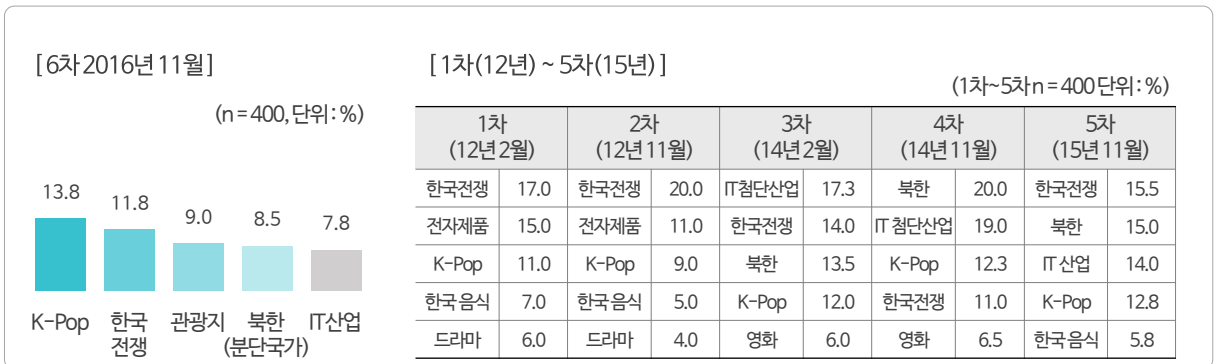 [ 6차 2016년 11월 ]
(n = 400, 단위 : %)
13.8 11.8 9.0 8.5 7.8
K-Pop 한국 관광지 북한 IT산업
전쟁 (분단국가)
[ 1차 (12년) ~ 5차 (15년) ]
(1차~5차 n = 400 단위 : %)
1차 2차 3차 4차 5차
(12년 2월) (12년 11월) (14년 2월) (14년 11월) (15년 11월)
한국전쟁 17.0 한국전쟁 20.0 IT첨단산업 17.3 북한 20.0 한국전쟁 15.5
전자제품 15.0 전자제품 11.0 한국전쟁 14.0 IT 첨단산업 19.0 북한 15.0
K-Pop 11.0 K-Pop 9.0 북한 13.5 K-Pop 12.3 IT 산업 14.0
한국 음식 7.0 한국 음식 5.0 K-Pop 12.0 한국전쟁 11.0 K-Pop 12.8
드라마 6.0 드라마 4.0 영화 6.0 영화 6.5 한국 음식 5.8